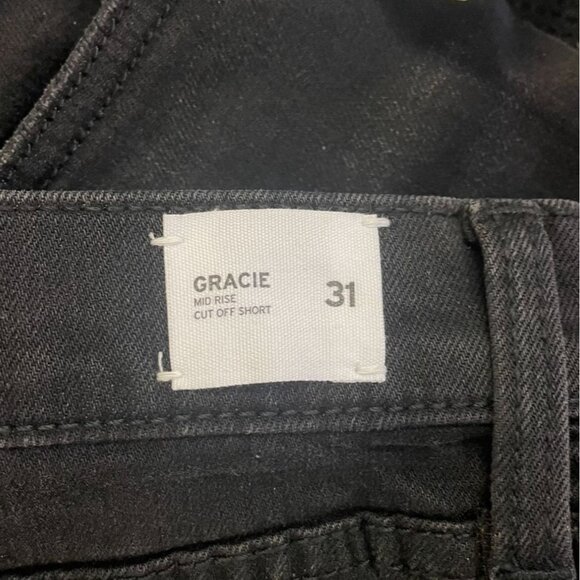 GRACIE
MID RISE
CUT OFF SHORT
31